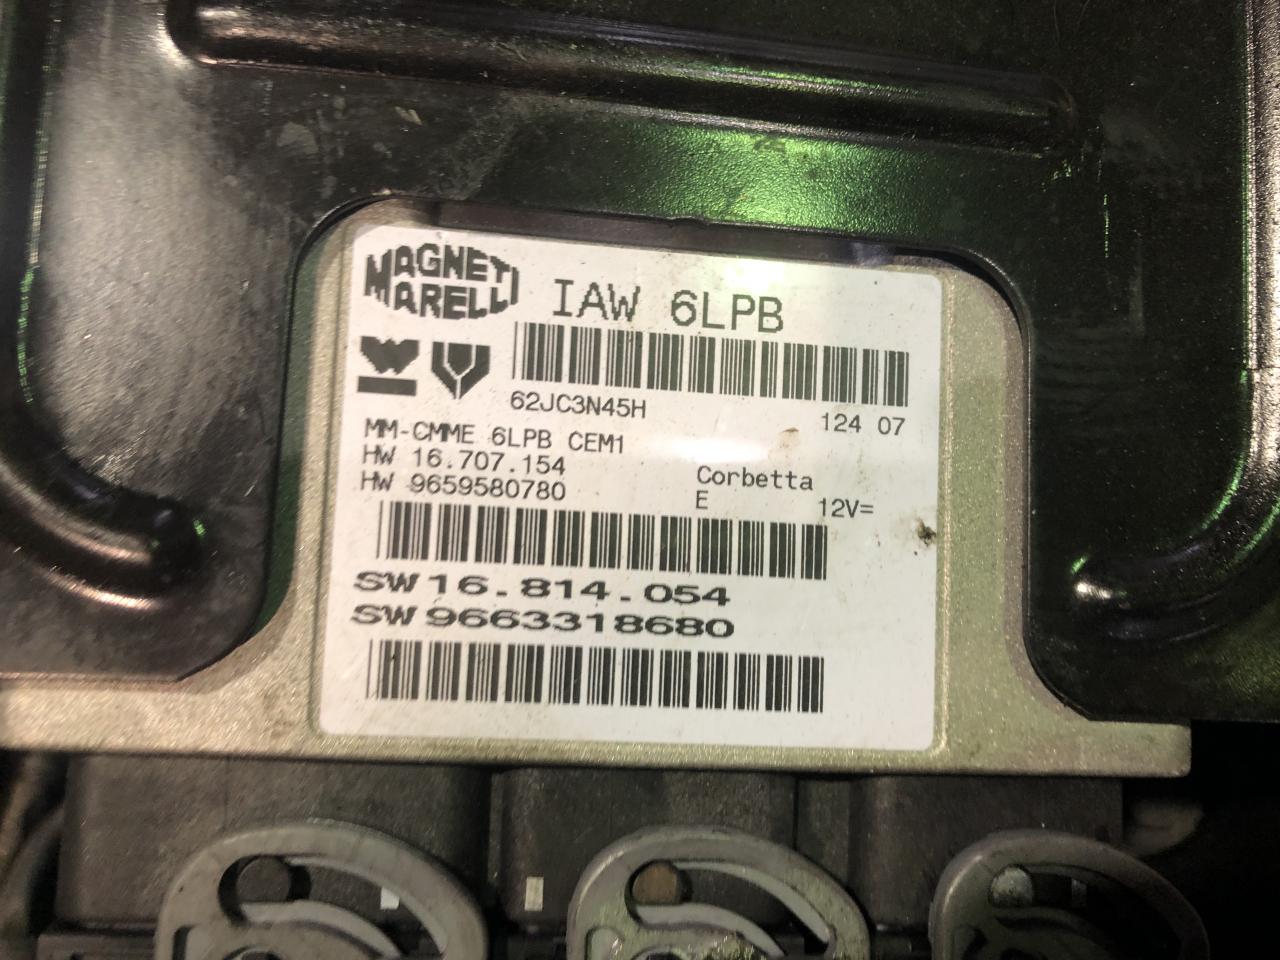 MAGNETI
MARELLI
IAW 6LPB
62JC3N45H
124 07
MM-CMME 6LPB CEM1
HW 16.707.154
Corbetta
HW 9659580780
E
12V=
SW 16.814.054
SW 9663318680